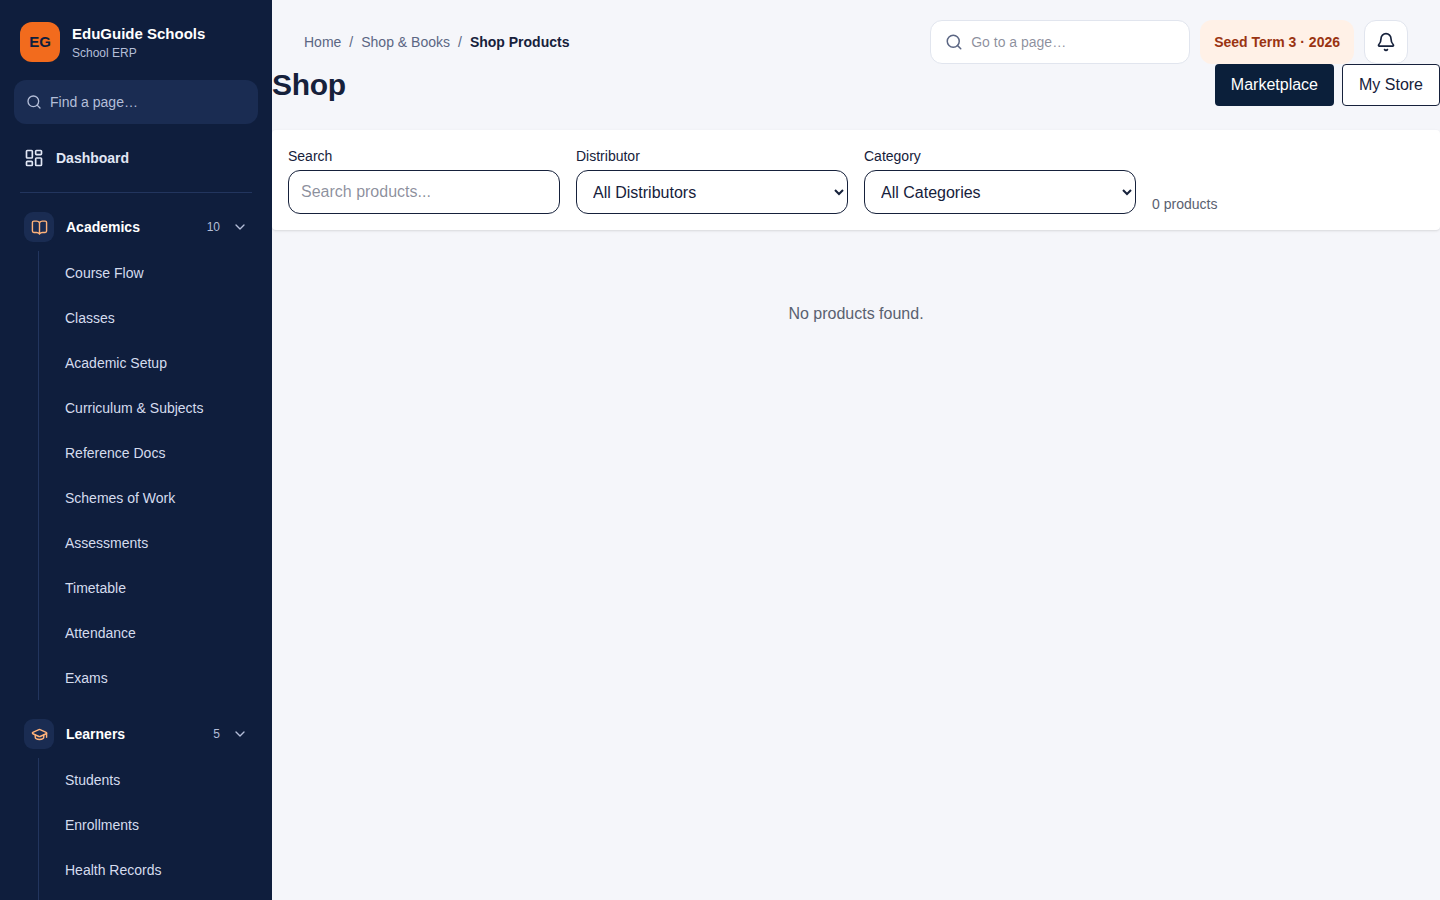 EG
EduGuide Schools
School ERP
Find a page…
Dashboard
Academics 10
Course Flow
Classes
Academic Setup
Curriculum & Subjects
Reference Docs
Schemes of Work
Assessments
Timetable
Attendance
Exams
Learners 5
Students
Enrollments
Health Records
Home / Shop & Books / Shop Products
Go to a page…
Seed Term 3 · 2026
Shop
Marketplace
My Store
Search
Search products...
Distributor
All Distributors
Category
All Categories
0 products
No products found.